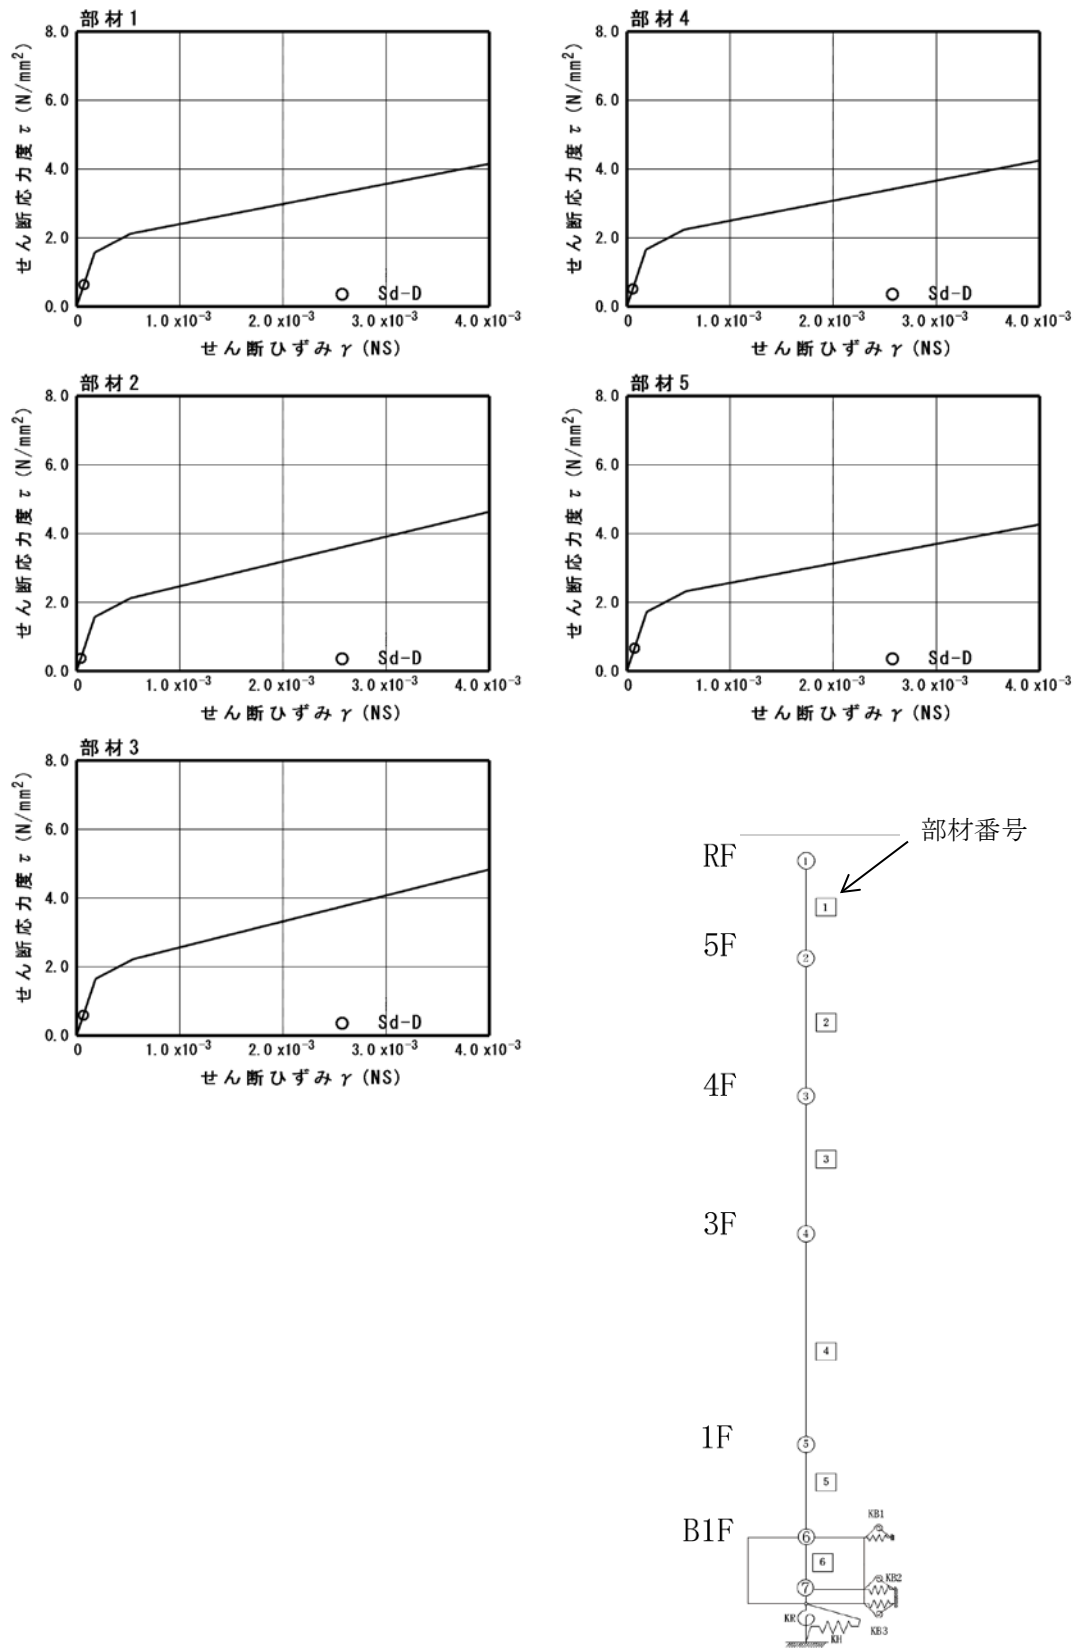 部材1
8.0
6.0
4.0
2.0
0.0
せん断応力度 τ (N/mm²)
Sd-D
0 1.0x10⁻³ 2.0x10⁻³ 3.0x10⁻³ 4.0x10⁻³
せん断ひずみ γ (NS)
部材4
8.0
6.0
4.0
2.0
0.0
せん断応力度 τ (N/mm²)
Sd-D
0 1.0x10⁻³ 2.0x10⁻³ 3.0x10⁻³ 4.0x10⁻³
せん断ひずみ γ (NS)
部材2
8.0
6.0
4.0
2.0
0.0
せん断応力度 τ (N/mm²)
Sd-D
0 1.0x10⁻³ 2.0x10⁻³ 3.0x10⁻³ 4.0x10⁻³
せん断ひずみ γ (NS)
部材5
8.0
6.0
4.0
2.0
0.0
せん断応力度 τ (N/mm²)
Sd-D
0 1.0x10⁻³ 2.0x10⁻³ 3.0x10⁻³ 4.0x10⁻³
せん断ひずみ γ (NS)
部材3
8.0
6.0
4.0
2.0
0.0
せん断応力度 τ (N/mm²)
Sd-D
0 1.0x10⁻³ 2.0x10⁻³ 3.0x10⁻³ 4.0x10⁻³
せん断ひずみ γ (NS)
部材番号
RF ①
1
5F ②
2
4F ③
3
3F ④
4
1F ⑤
5
KB1
B1F ⑥
6
KB2
⑦
KR
KH
KB3